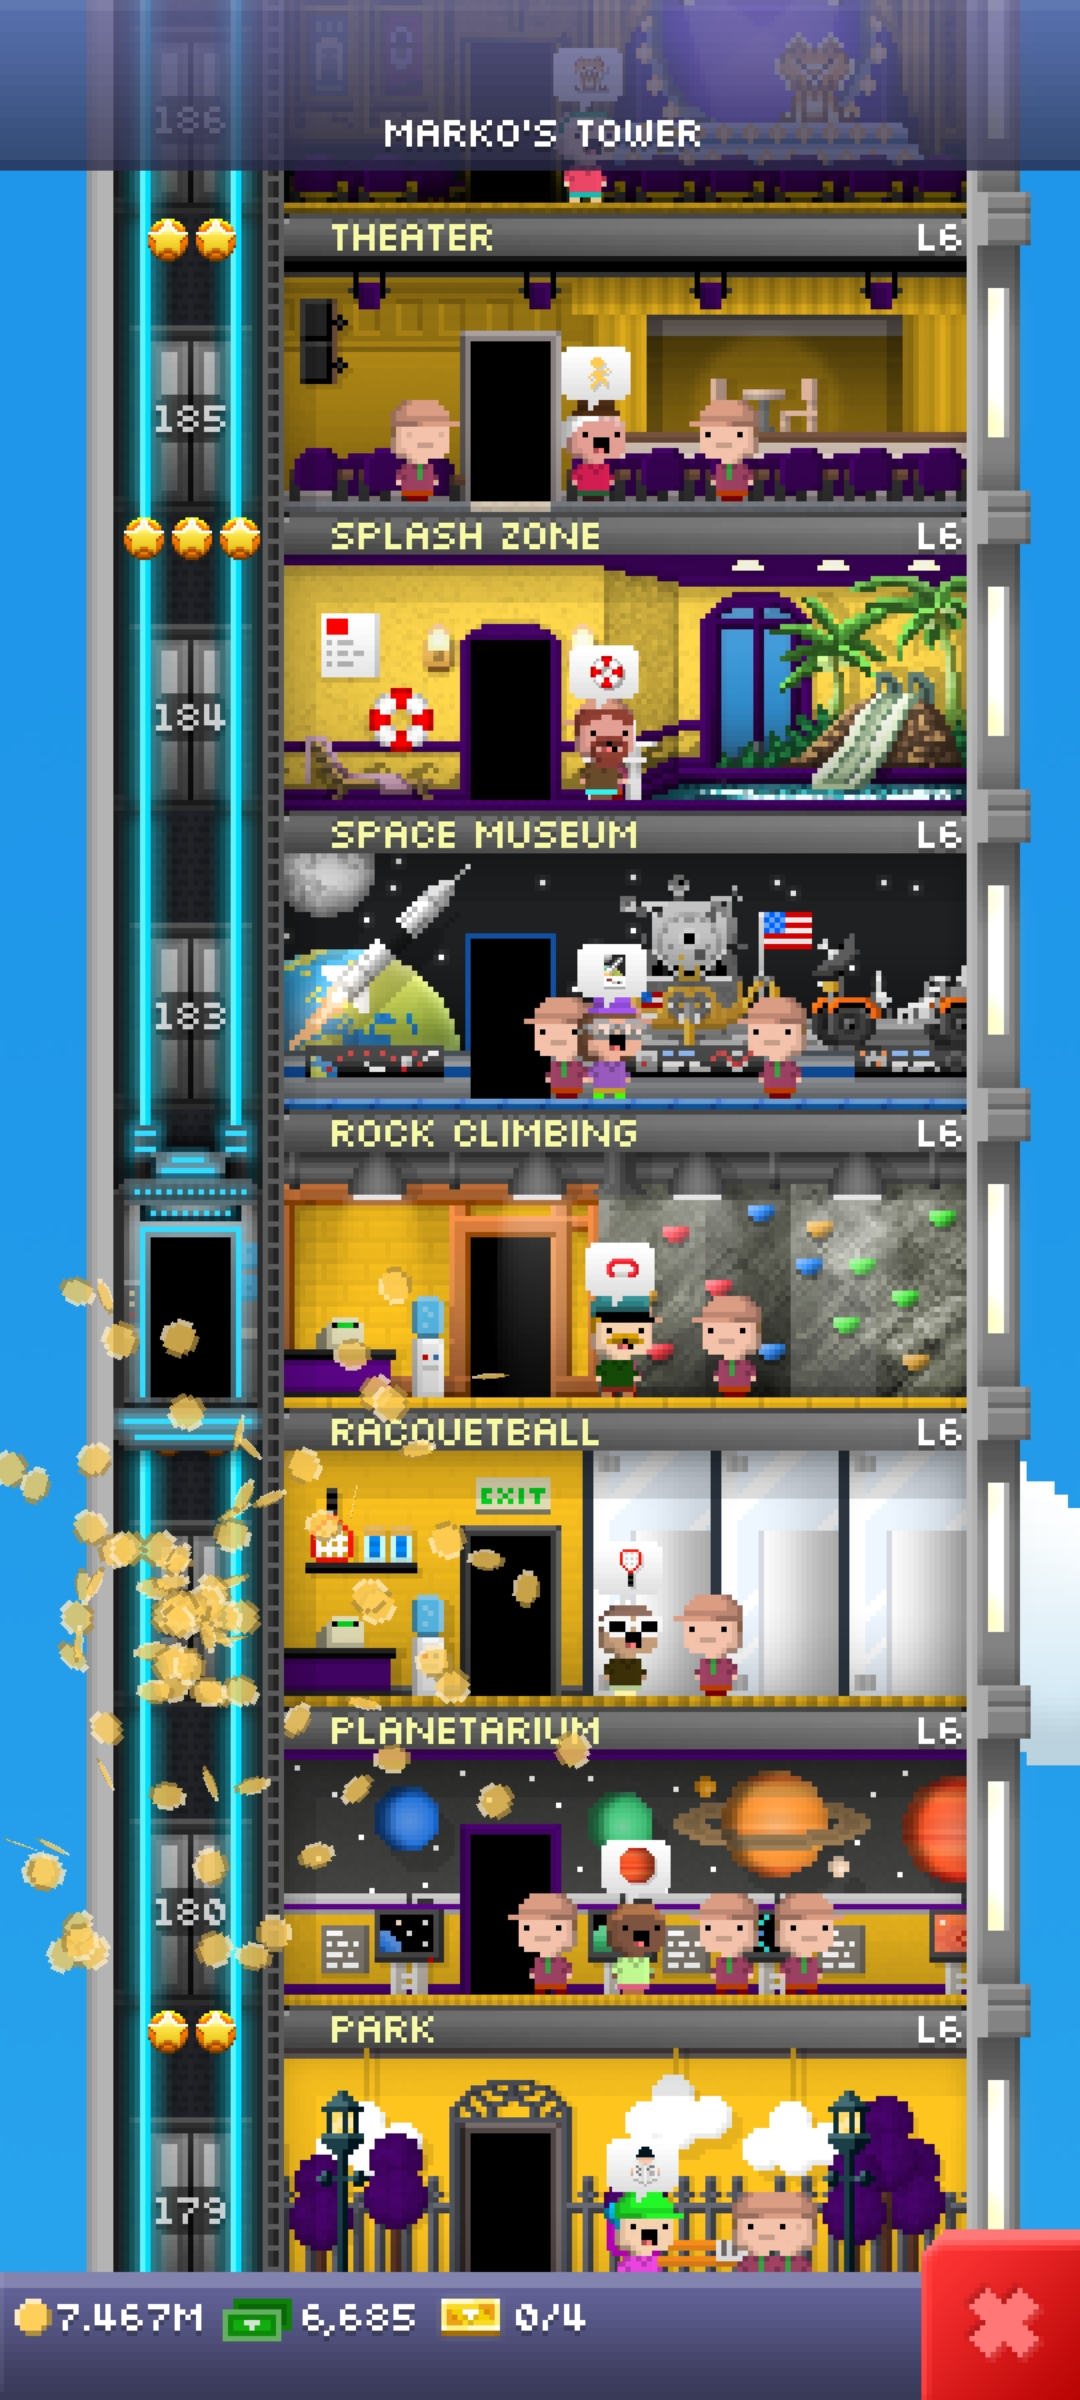 186
MARKO'S TOWER
THEATER L6
185
SPLASH ZONE L6
184
SPACE MUSEUM L6
183
ROCK CLIMBING L6
RACQUETBALL L6
EXIT
PLANETARIUM L6
180
PARK L6
179
7.467M 6,685 0/4